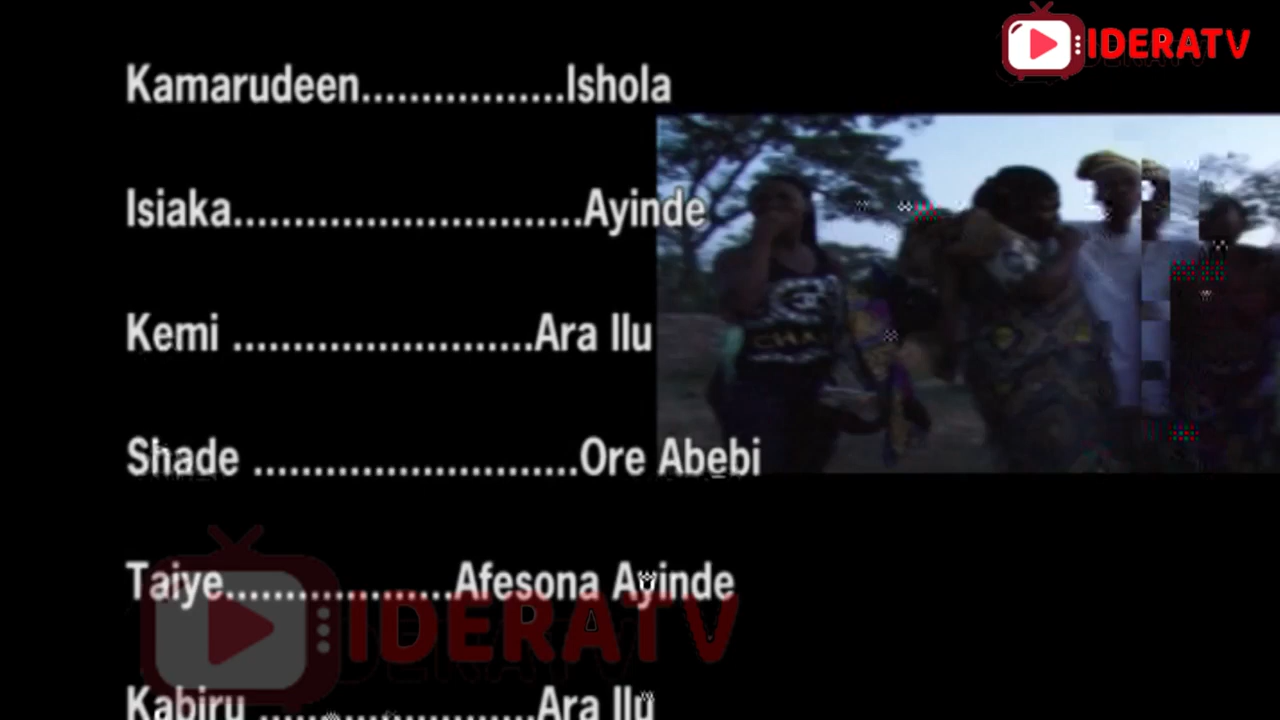 IDERATV
Kamarudeen.................Ishola
Isiaka.............................Ayinde
Kemi .........................Ara Ilu
Shade ...........................Ore Abebi
Taiye...................Afesona Ayinde
IDERATV
Kabiru .......................Ara Ilu